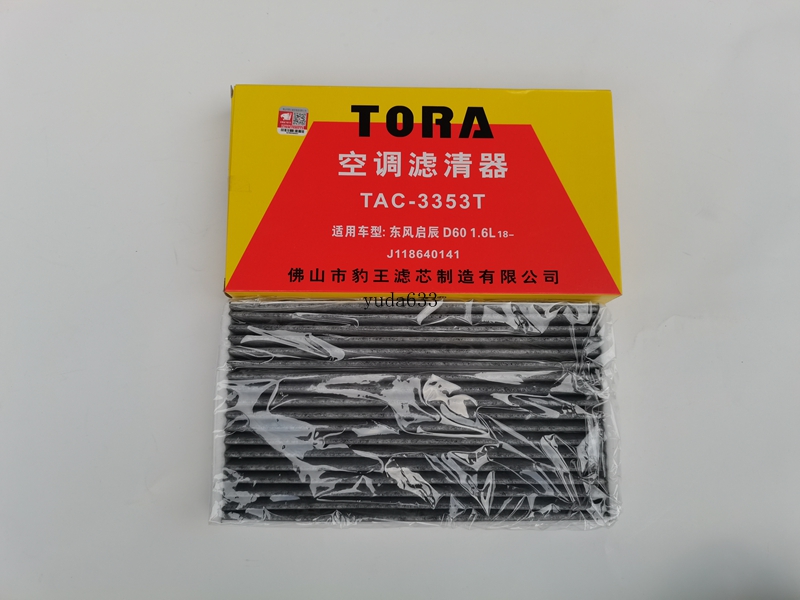 TORA
空调滤清器
TAC-3353T
适用车型: 东风启辰 D60 1.6L 18-
J118640141
佛山市豹王滤芯制造有限公司
yuda633